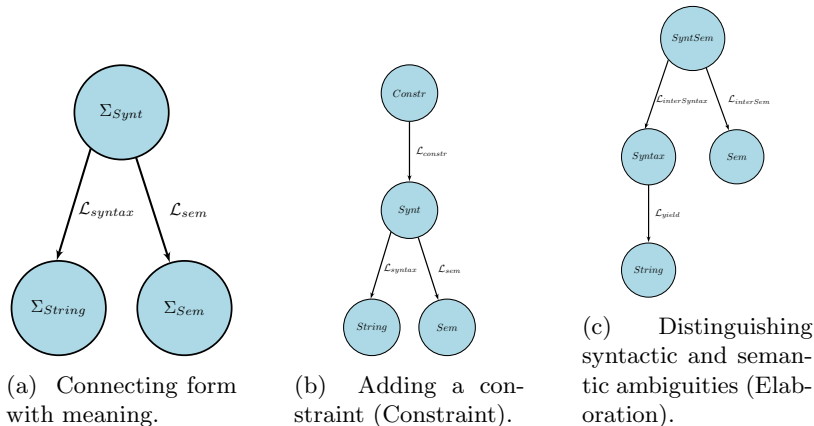 Σ_Synt
ℒ_syntax
ℒ_sem
Σ_String
Σ_Sem
(a) Connecting form
with meaning.
Constr
ℒ_constr
Synt
ℒ_syntax
ℒ_sem
String
Sem
(b) Adding a con-
straint (Constraint).
SyntSem
ℒ_interSyntax
ℒ_interSem
Syntax
Sem
ℒ_yield
String
(c) Distinguishing
syntactic and seman-
tic ambiguities (Elab-
oration).